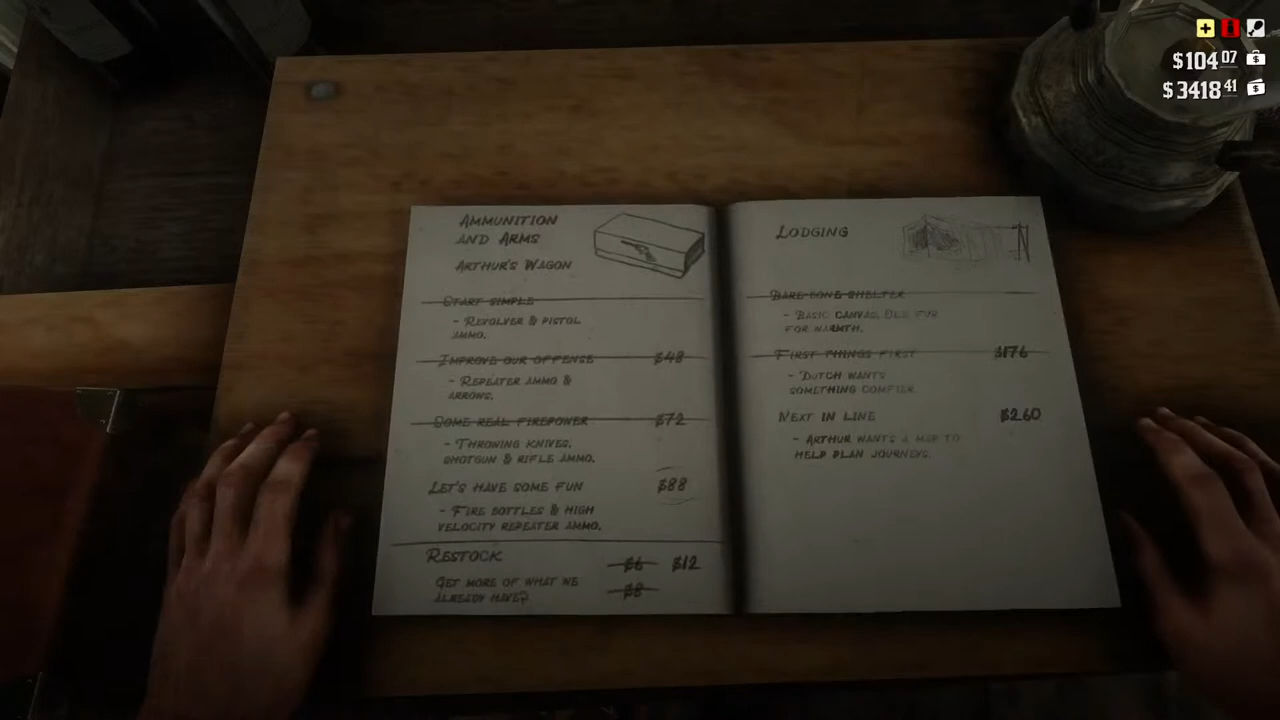 $104 07
$3418 41
AMMUNITION
AND ARMS
ARTHUR'S WAGON
START SIMPLE
- REVOLVER & PISTOL
AMMO.
IMPROVE OUR OFFENSE $48
- REPEATER AMMO &
ARROWS.
SOME REAL FIREPOWER $72
- THROWING KNIVES,
SHOTGUN & RIFLE AMMO.
LET'S HAVE SOME FUN $88
- FIRE BOTTLES & HIGH
VELOCITY REPEATER AMMO.
RESTOCK $6 $12
GET MORE OF WHAT WE $8
ALREADY HAVE?
LODGING
BARE BONE SHELTER
- BASIC CANVAS, OLD FUR
FOR WARMTH.
FIRST THINGS FIRST $176
- DUTCH WANTS
SOMETHING COMFIER.
NEXT IN LINE $260
- ARTHUR WANTS A MAP TO
HELP PLAN JOURNEYS.